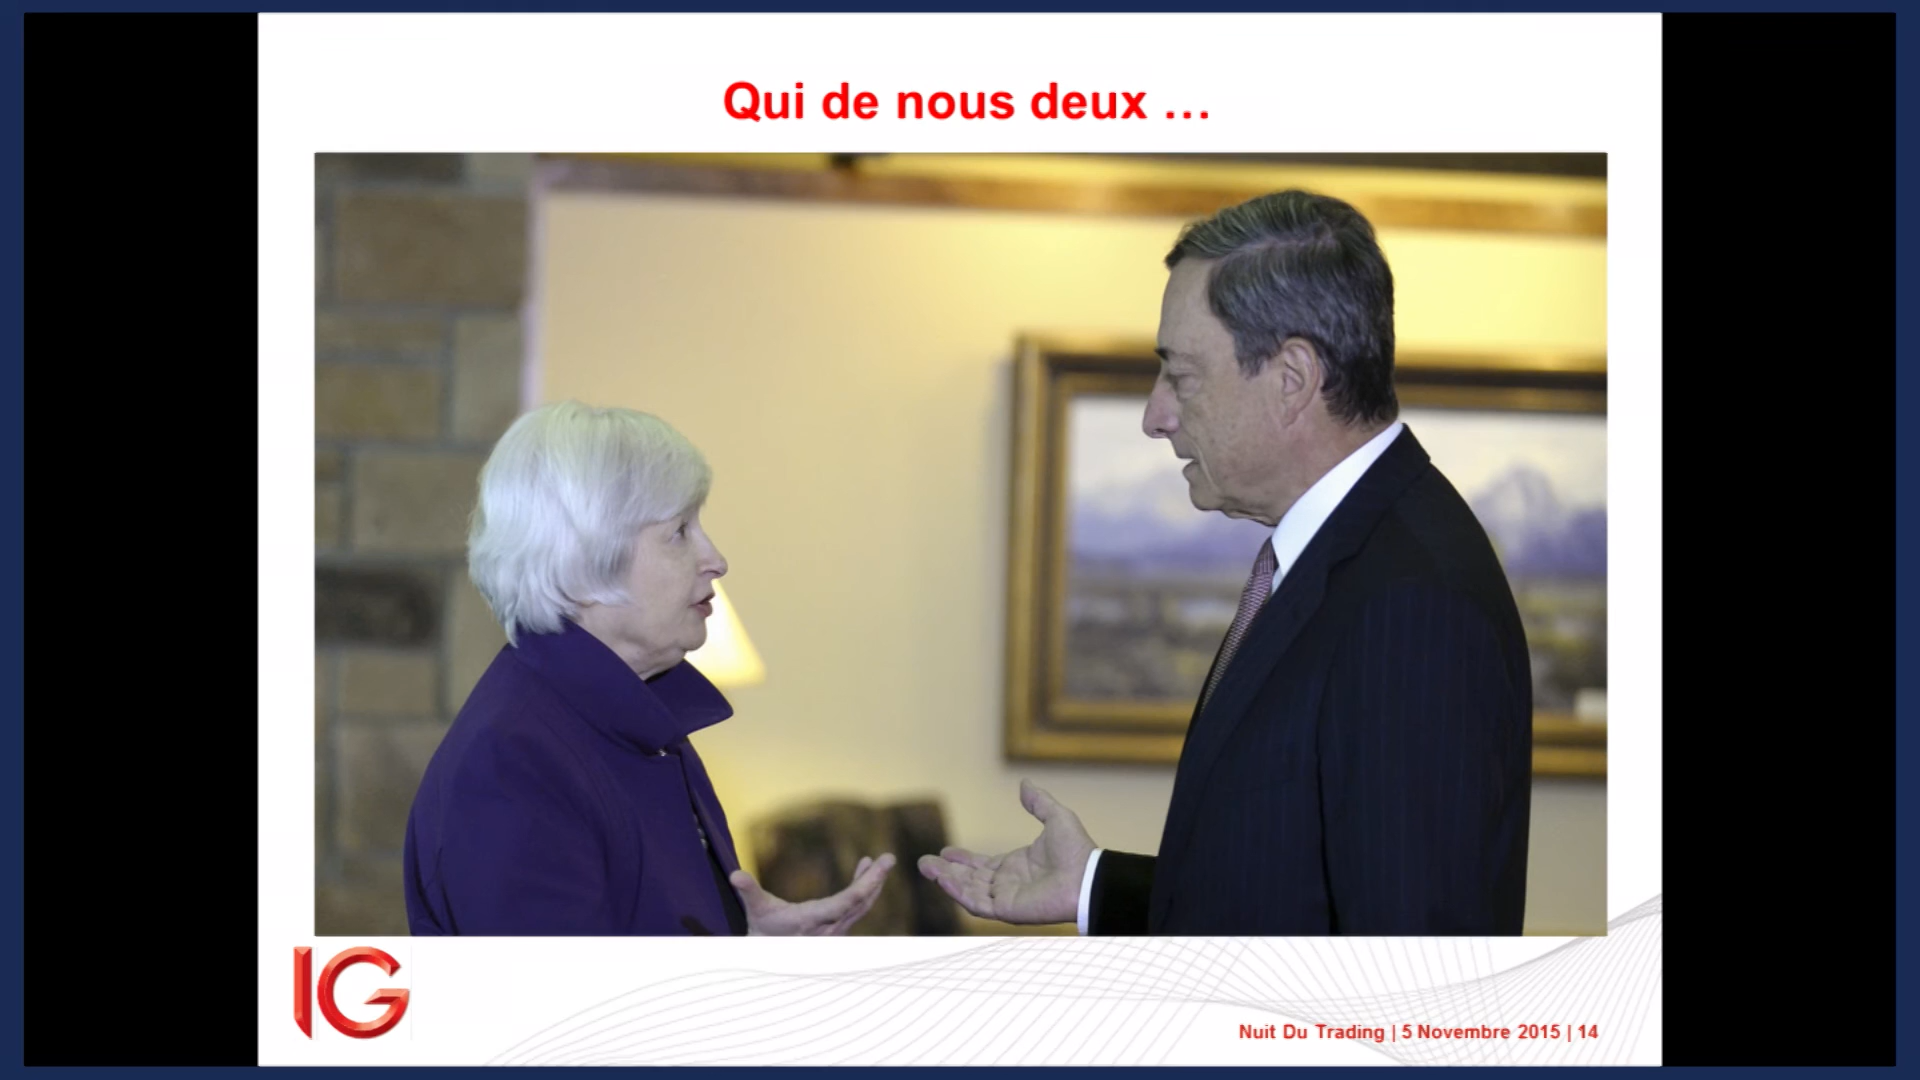 Qui de nous deux …
IG
Nuit Du Trading | 5 Novembre 2015 | 14